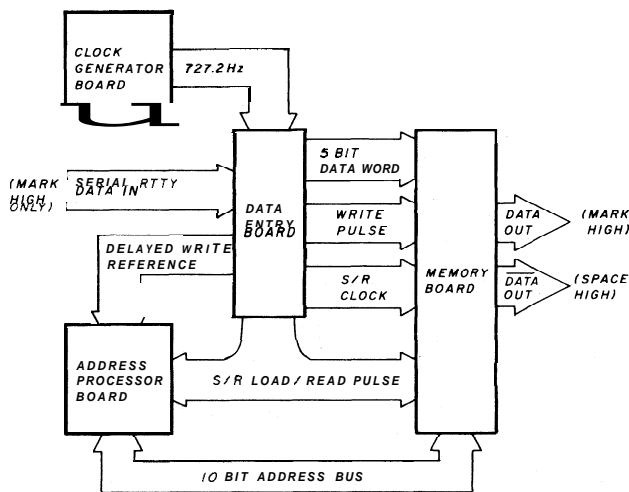 CLOCK
GENERATOR
BOARD
727.2Hz
5 BIT
DATA WORD
(MARK
HIGH
ONLY)
SERIAL RTTY
DATA IN
DATA
ENTRY
BOARD
WRITE
PULSE
DATA
OUT
(MARK
HIGH)
DELAYED WRITE
REFERENCE
S/R
CLOCK
MEMORY
BOARD
DATA
OUT
(SPACE
HIGH)
ADDRESS
PROCESSOR
BOARD
S/R LOAD/READ PULSE
10 BIT ADDRESS BUS